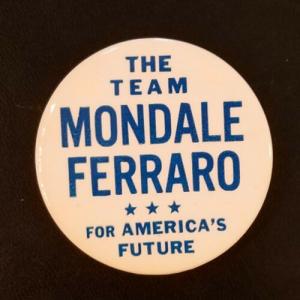 THE
TEAM
MONDALE
FERRARO
★ ★ ★
FOR AMERICA'S
FUTURE